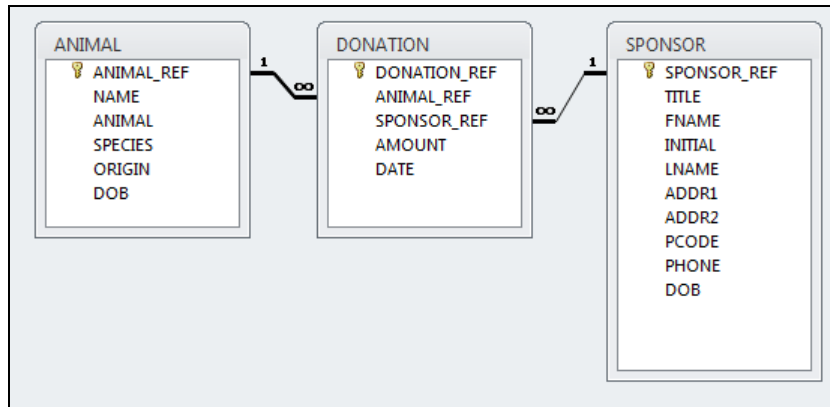 ANIMAL
ANIMAL_REF
NAME
ANIMAL
SPECIES
ORIGIN
DOB
1
∞
DONATION
DONATION_REF
ANIMAL_REF
SPONSOR_REF
AMOUNT
DATE
∞
1
SPONSOR
SPONSOR_REF
TITLE
FNAME
INITIAL
LNAME
ADDR1
ADDR2
PCODE
PHONE
DOB